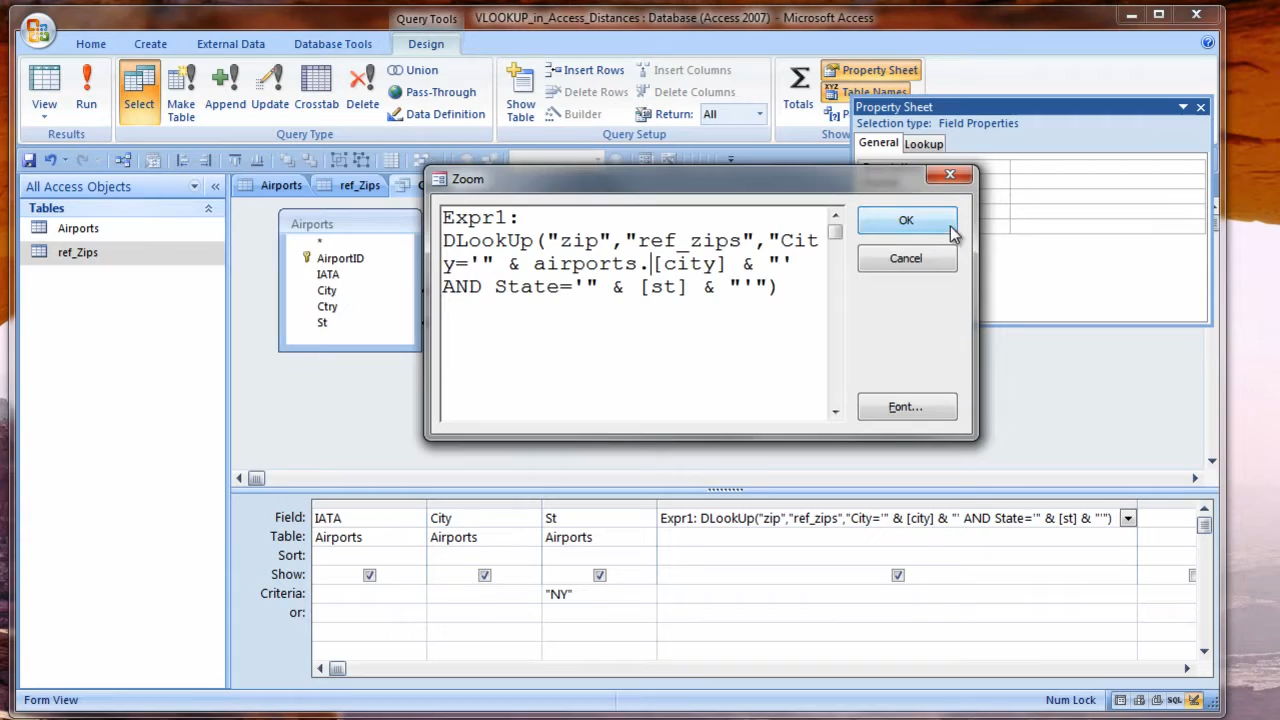 Query Tools
VLOOKUP_in_Access_Distances : Database (Access 2007) - Microsoft Access
Home
Create
External Data
Database Tools
Design
View
Run
Results
Select
Make Table
Append
Update
Crosstab
Delete
Union
Pass-Through
Data Definition
Query Type
Show Table
Insert Rows
Delete Rows
Builder
Insert Columns
Delete Columns
Return: All
Query Setup
Totals
Property Sheet
Table Names
Property Sheet
Selection type: Field Properties
General
Lookup
All Access Objects
Tables
Airports
ref_Zips
Airports
ref_Zips
Airports
*
AirportID
IATA
City
Ctry
St
Zoom
Expr1:
DLookUp("zip","ref_zips","Cit
y='" & airports.[city] & "'
AND State='" & [st] & "'")
OK
Cancel
Font...
Field: IATA City St Expr1: DLookUp("zip","ref_zips","City='" & [city] & "' AND State='" & [st] & "'")
Table: Airports Airports Airports
Sort:
Show:
Criteria: "NY"
or:
Form View
Num Lock
SQL